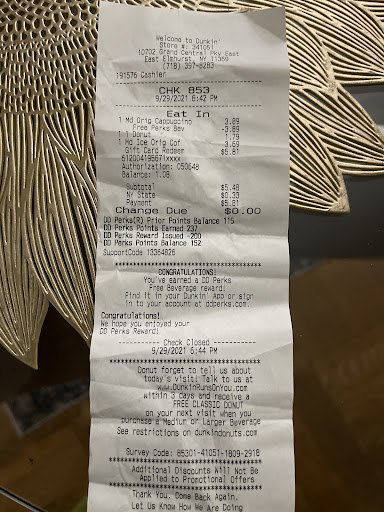 Welcome to Dunkin'
Store #: 341051
10702 Grand Central Pky East
East Elmhurst, NY 11369
(718) 397-8283
191576 Cashier
CHK 853
9/29/2021 6:42 PM
Eat In
1 Md Orig Cappuccino 3.89
Free Perks Bev -3.89
1 1 Donut 1.79
1 Md Ice Orig Cof 3.69
Gift Card Redeem $5.81
6120041956571xxxx
Authorization: 050648
Balance: 1.08
Subtotal $5.48
NY State $0.33
Payment $5.81
Change Due $0.00
DD Perks(R) Prior Points Balance 115
DD Perks Points Earned 237
DD Perks Reward Issued -200
DD Perks Points Balance 152
SupportCode 13364826
CONGRATULATIONS!
You've earned a DD Perks
Free Beverage reward!
Find it in your Dunkin' App or sign
in to your account at ddperks.com.
Congratulations!
We hope you enjoyed your
DD Perks Reward!
Check Closed
9/29/2021 6:44 PM
Donut forget to tell us about
today's visit! Talk to us at
www.DunkinRunsOnYou.com
within 3 days and receive a
FREE CLASSIC DONUT
on your next visit when you
purchase a Medium or Larger Beverage
See restrictions on dunkindonuts.com
Survey Code: 85301-41051-1809-2918
Additional Discounts Will Not Be
Applied to Promotional Offers
Thank You, Come Back Again.
Let Us Know How We Are Doing